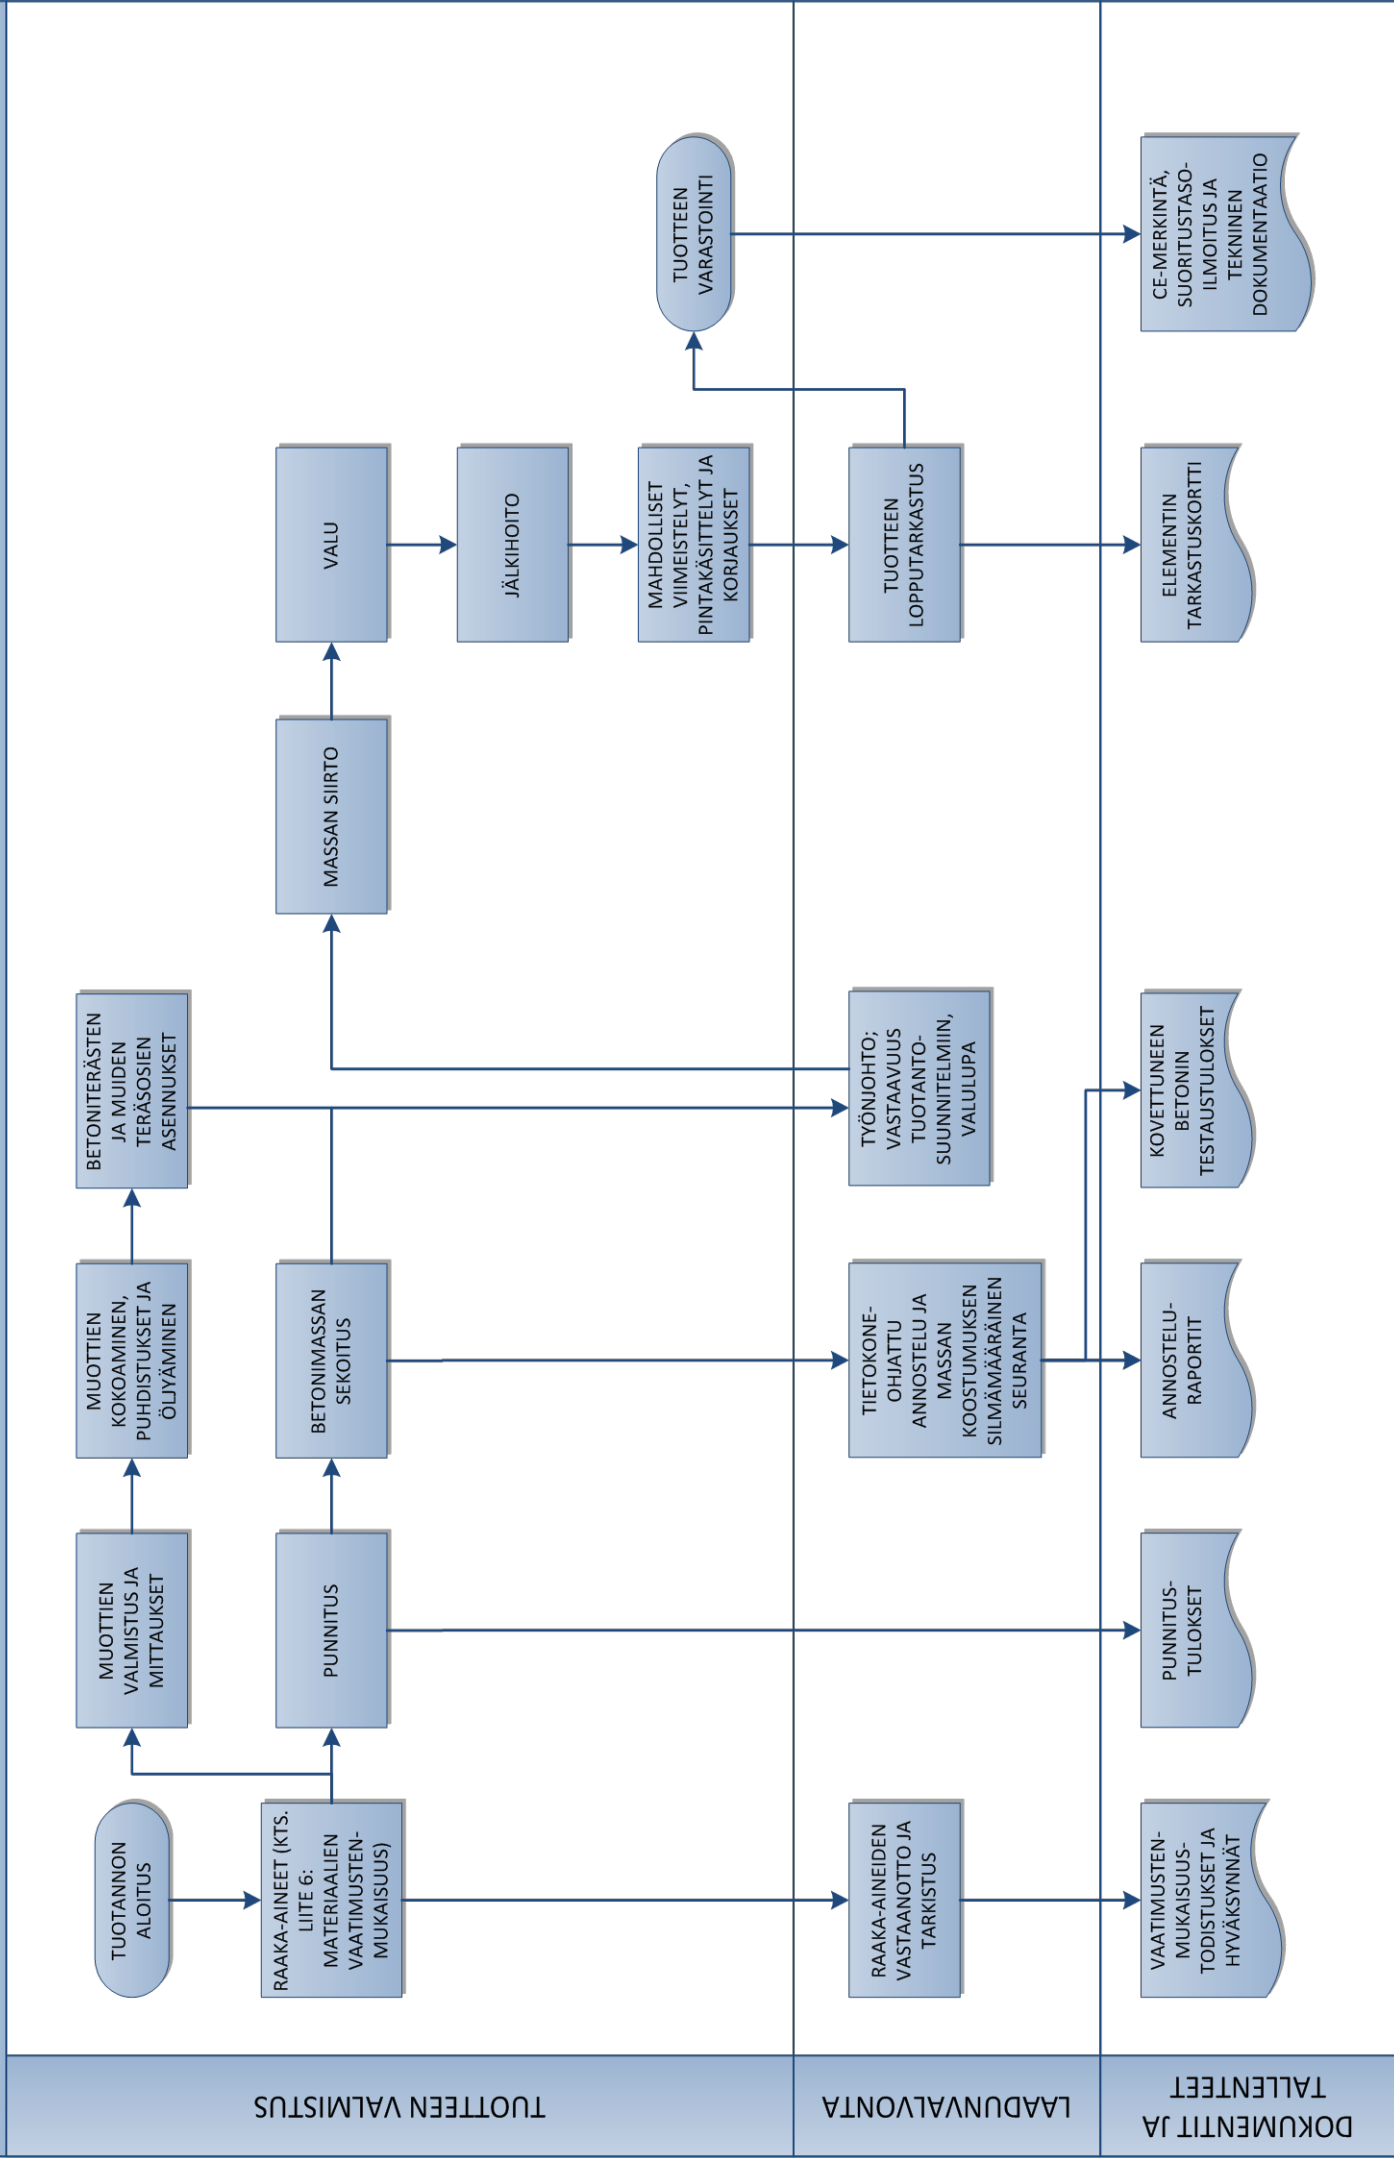 TUOTTEEN VALMISTUS
TUOTANNON
ALOITUS
MUOTTIEN
VALMISTUS JA
MITTAUKSET
MUOTTIEN
KOKOAMINEN,
PUHDISTUKSET JA
ÖLJYÄMINEN
BETONITERÄSTEN
JA MUIDEN
TERÄSOSIEN
ASENNUKSET
RAAKA-AINEET (KTS.
LIITE 6:
MATERIAALIEN
VAATIMUSTEN-
MUKAISUUS)
PUNNITUS
BETONIMASSAN
SEKOITUS
MASSAN SIIRTO
VALU
JÄLKIHOITO
MAHDOLLISET
VIIMEISTELYT,
PINTAKÄSITTELYT JA
KORJAUKSET
TUOTTEEN
VARASTOINTI
LAADUNVALVONTA
RAAKA-AINEIDEN
VASTAANOTTO JA
TARKISTUS
TIETOKONE-
OHJATTU
ANNOSTELU JA
MASSAN
KOOSTUMUKSEN
SILMÄMÄÄRÄINEN
SEURANTA
TYÖNJOHTO;
VASTAAVUUS
TUOTANTO-
SUUNNITELMIIN,
VALULUPA
TUOTTEEN
LOPPUTARKASTUS
DOKUMENTIT JA
TALLENTEET
VAATIMUSTEN-
MUKAISUUS-
TODISTUKSET JA
HYVÄKSYNNÄT
PUNNITUS-
TULOKSET
ANNOSTELU-
RAPORTIT
KOVETTUNEEN
BETONIN
TESTAUSTULOKSET
ELEMENTIN
TARKASTUSKORTTI
CE-MERKINTÄ,
SUORITUSTASO-
ILMOITUS JA
TEKNINEN
DOKUMENTAATIO